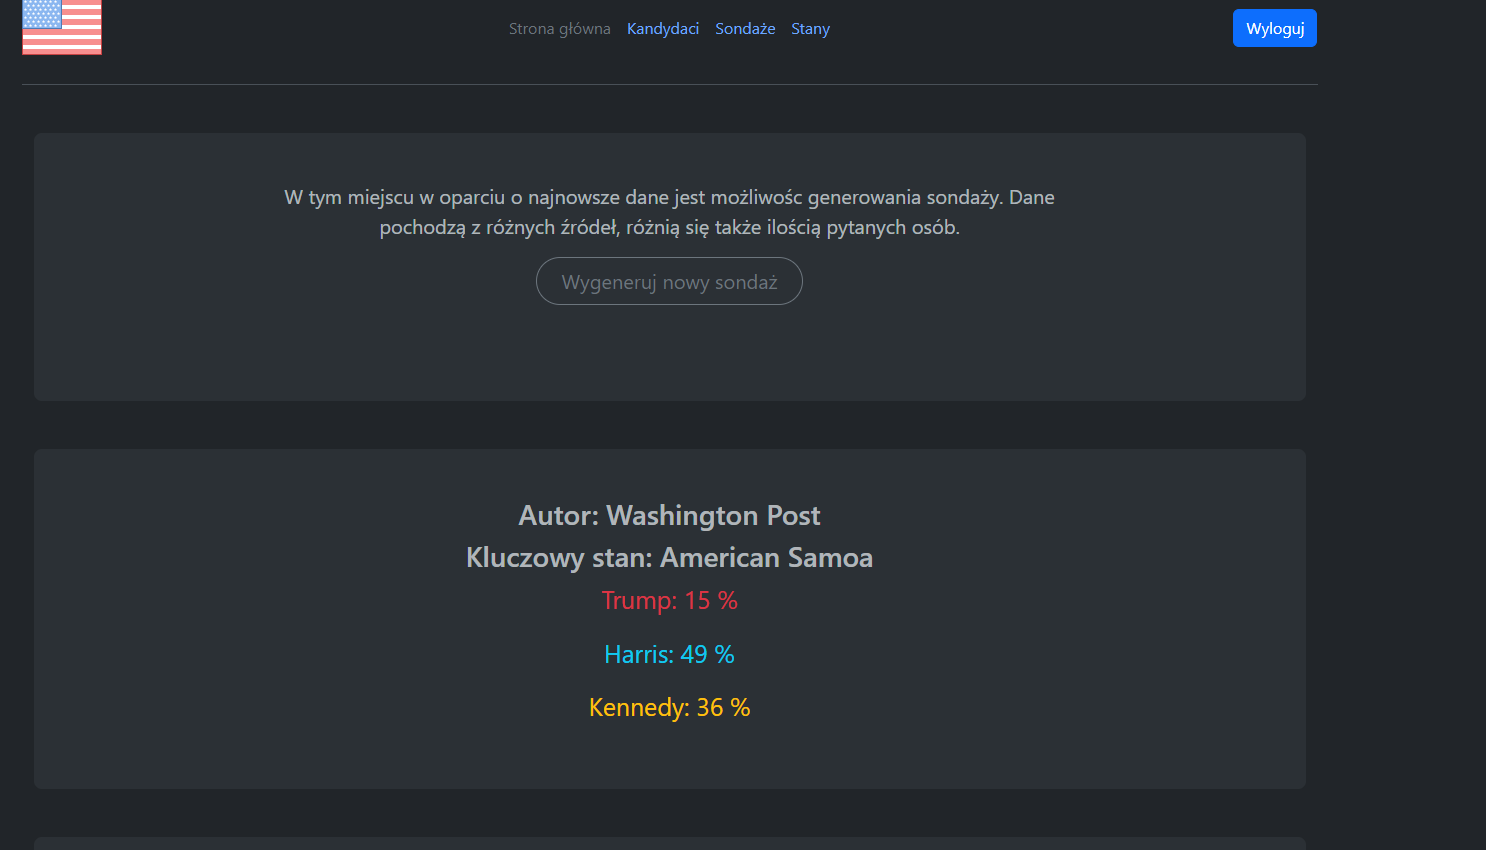 Strona główna Kandydaci Sondaże Stany Wyloguj
W tym miejscu w oparciu o najnowsze dane jest możliwośc generowania sondaży. Dane
pochodzą z różnych źródeł, różnią się także ilością pytanych osób.
Wygeneruj nowy sondaż
Autor: Washington Post
Kluczowy stan: American Samoa
Trump: 15 %
Harris: 49 %
Kennedy: 36 %